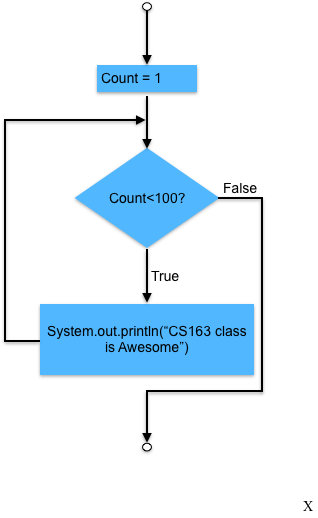 Count = 1
Count<100?
False
True
System.out.println(“CS163 class
is Awesome”)
X